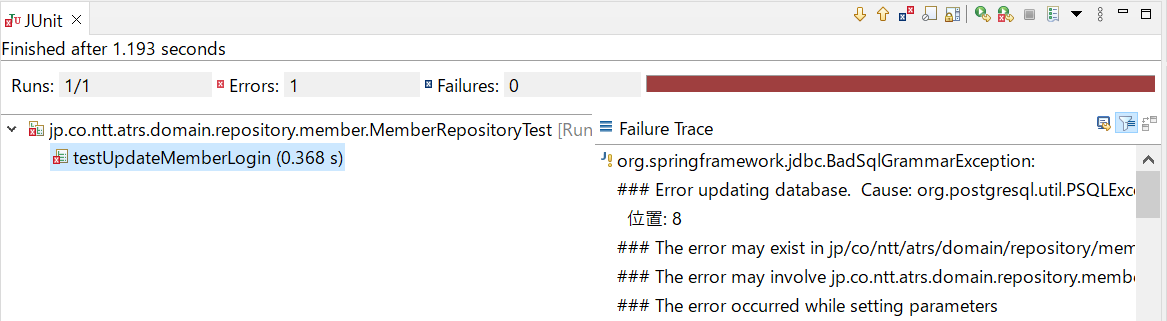 JUnit
Finished after 1.193 seconds
Runs: 1/1 Errors: 1 Failures: 0
jp.co.ntt.atrs.domain.repository.member.MemberRepositoryTest [Run
testUpdateMemberLogin (0.368 s)
Failure Trace
org.springframework.jdbc.BadSqlGrammarException:
### Error updating database.  Cause: org.postgresql.util.PSQLExc
位置: 8
### The error may exist in jp/co/ntt/atrs/domain/repository/mem
### The error may involve jp.co.ntt.atrs.domain.repository.memb
### The error occurred while setting parameters